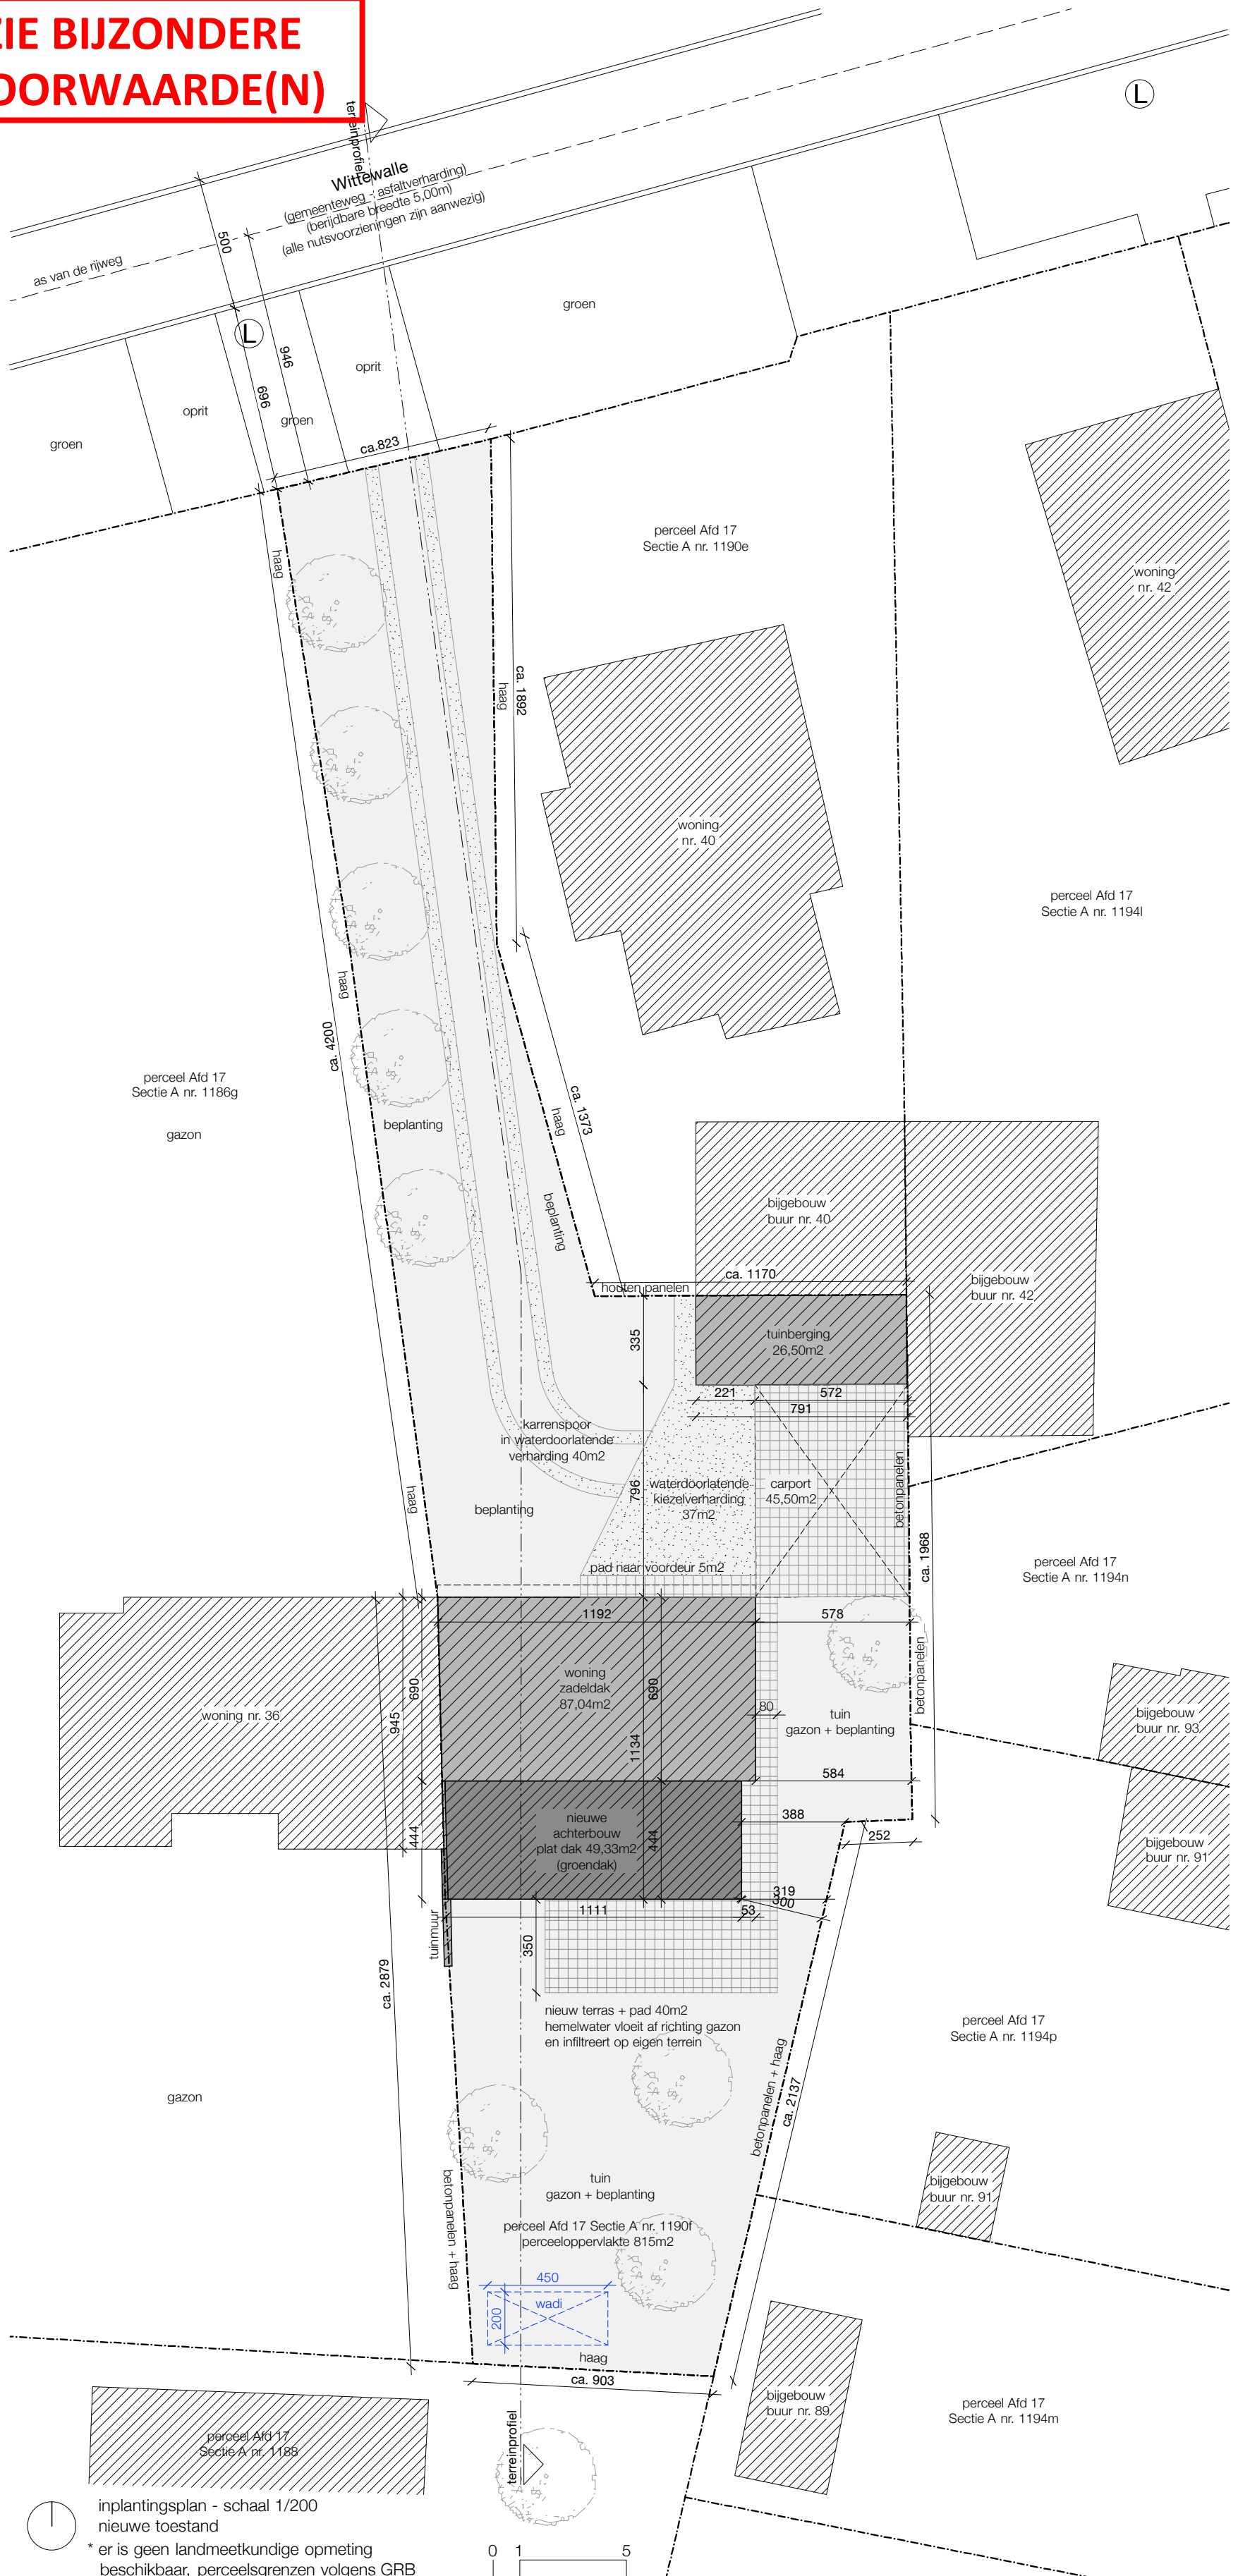 ZIE BIJZONDERE
OORWAARDE(N)
terreinprofiel
L
Wittewalle
(gemeenteweg - asfaltverharding)
(berijdbare breedte 5,00m)
(alle nutsvoorzieningen zijn aanwezig)
500
as van de rijweg
groen
L
946
oprit
696
oprit
groen
groen
ca.823
haag
perceel Afd 17
Sectie A nr. 1190e
woning
nr. 42
ca. 1892
haag
woning
nr. 40
perceel Afd 17
Sectie A nr. 1194l
haag
ca. 4200
perceel Afd 17
Sectie A nr. 1186g
gazon
beplanting
ca. 1373
haag
beplanting
bijgebouw
buur nr. 40
ca. 1170
houten panelen
bijgebouw
buur nr. 42
335
tuinberging
26,50m2
221
572
791
karrenspoor
in waterdoorlatende
verharding 40m2
796
waterdoorlatende
kiezelverharding
37m2
carport
45,50m2
betonpanelen
haag
beplanting
ca. 1968
pad naar voordeur 5m2
perceel Afd 17
Sectie A nr. 1194n
1192
578
690
945
woning
zadeldak
87,04m2
690
80
betonpanelen
woning nr. 36
tuin
gazon + beplanting
bijgebouw
buur nr. 93
1134
584
444
nieuwe
achterbouw
plat dak 49,33m2
(groendak)
444
388
252
bijgebouw
buur nr. 91
319
300
1111
53
tuinmuur
350
ca. 2879
nieuw terras + pad 40m2
hemelwater vloeit af richting gazon
en infiltreert op eigen terrein
perceel Afd 17
Sectie A nr. 1194p
betonpanelen + haag
ca. 2137
gazon
betonpanelen + haag
tuin
gazon + beplanting
bijgebouw
buur nr. 91
perceel Afd 17 Sectie A nr. 1190f
perceeloppervlakte 815m2
450
wadi
200
haag
ca. 903
bijgebouw
buur nr. 89
perceel Afd 17
Sectie A nr. 1194m
perceel Afd 17
Sectie A nr. 1188
terreinprofiel
inplantingsplan - schaal 1/200
nieuwe toestand
* er is geen landmeetkundige opmeting
beschikbaar, perceelsgrenzen volgens GRB
0 1 5